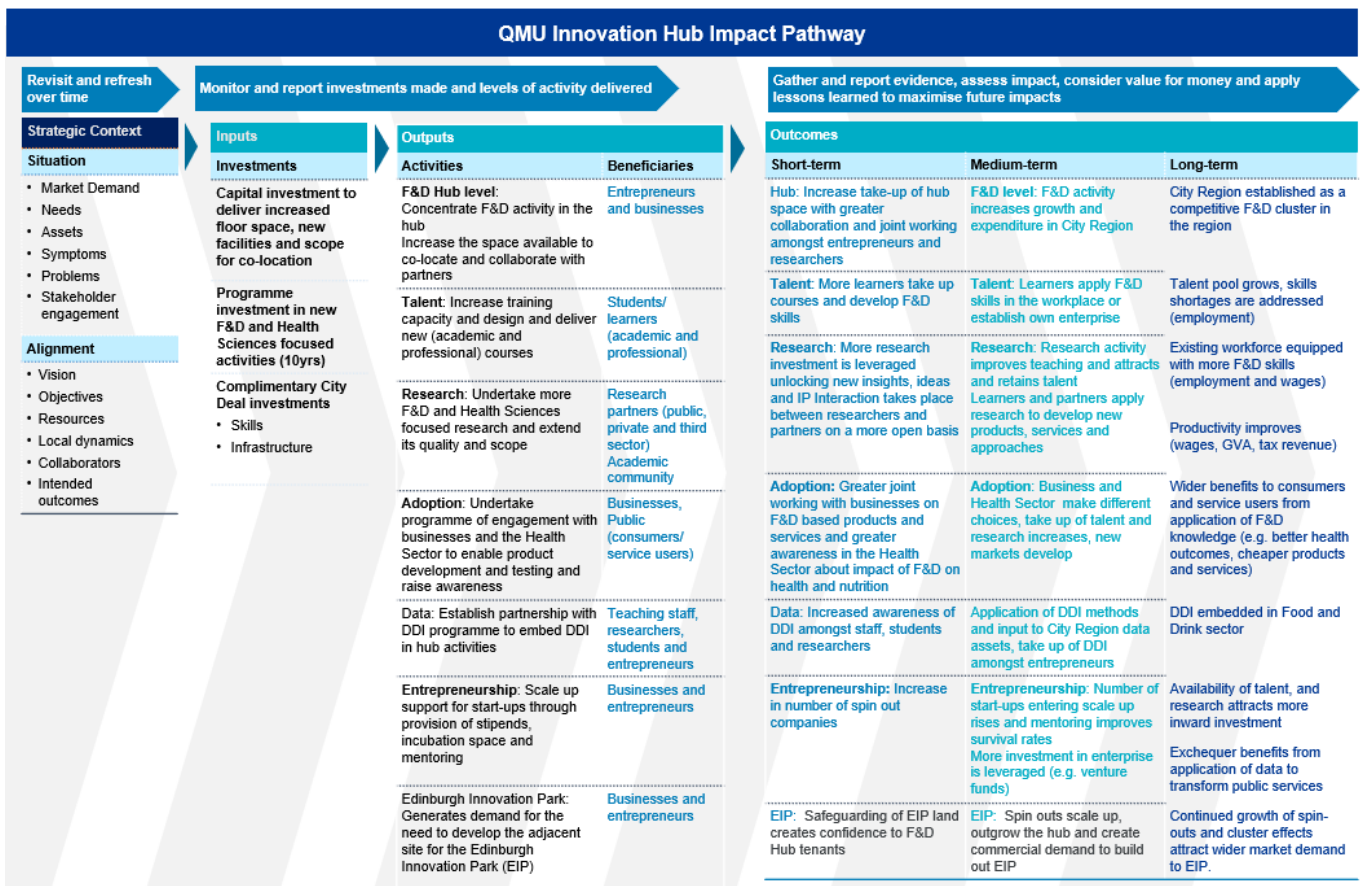 QMU Innovation Hub Impact Pathway
Revisit and refresh
over time
Monitor and report investments made and levels of activity delivered
Gather and report evidence, assess impact, consider value for money and apply
lessons learned to maximise future impacts
Strategic Context
Situation
• Market Demand
• Needs
• Assets
• Symptoms
• Problems
• Stakeholder
engagement
Alignment
• Vision
• Objectives
• Resources
• Local dynamics
• Collaborators
• Intended
outcomes
Inputs
Investments
Capital investment to
deliver increased
floor space, new
facilities and scope
for co-location
Programme
investment in new
F&D and Health
Sciences focused
activities (10yrs)
Complimentary City
Deal investments
• Skills
• Infrastructure
Outputs
Activities
Beneficiaries
F&D Hub level:
Concentrate F&D activity in the
hub
Increase the space available to
co-locate and collaborate with
partners
Entrepreneurs
and businesses
Talent: Increase training
capacity and design and deliver
new (academic and
professional) courses
Students/
learners
(academic and
professional)
Research: Undertake more
F&D and Health Sciences
focused research and extend
its quality and scope
Research
partners (public,
private and third
sector)
Academic
community
Adoption: Undertake
programme of engagement with
businesses and the Health
Sector to enable product
development and testing and
raise awareness
Businesses,
Public
(consumers/
service users)
Data: Establish partnership with
DDI programme to embed DDI
in hub activities
Teaching staff,
researchers,
students and
entrepreneurs
Entrepreneurship: Scale up
support for start-ups through
provision of stipends,
incubation space and
mentoring
Businesses and
entrepreneurs
Edinburgh Innovation Park:
Generates demand for the
need to develop the adjacent
site for the Edinburgh
Innovation Park (EIP)
Businesses and
entrepreneurs
Outcomes
Short-term
Medium-term
Long-term
Hub: Increase take-up of hub
space with greater
collaboration and joint working
amongst entrepreneurs and
researchers
F&D level: F&D activity
increases growth and
expenditure in City Region
City Region established as a
competitive F&D cluster in
the region
Talent: More learners take up
courses and develop F&D
skills
Talent: Learners apply F&D
skills in the workplace or
establish own enterprise
Talent pool grows, skills
shortages are addressed
(employment)
Research: More research
investment is leveraged
unlocking new insights, ideas
and IP Interaction takes place
between researchers and
partners on a more open basis
Research: Research activity
improves teaching and attracts
and retains talent
Learners and partners apply
research to develop new
products, services and
approaches
Existing workforce equipped
with more F&D skills
(employment and wages)
Productivity improves
(wages, GVA, tax revenue)
Adoption: Greater joint
working with businesses on
F&D based products and
services and greater
awareness in the Health
Sector about impact of F&D on
health and nutrition
Adoption: Business and
Health Sector make different
choices, take up of talent and
research increases, new
markets develop
Wider benefits to consumers
and service users from
application of F&D
knowledge (e.g. better health
outcomes, cheaper products
and services)
Data: Increased awareness of
DDI amongst staff, students
and researchers
Application of DDI methods
and input to City Region data
assets, take up of DDI
amongst entrepreneurs
DDI embedded in Food and
Drink sector
Entrepreneurship: Increase
in number of spin out
companies
Entrepreneurship: Number of
start-ups entering scale up
rises and mentoring improves
survival rates
More investment in enterprise
is leveraged (e.g. venture
funds)
Availability of talent, and
research attracts more
inward investment
Exchequer benefits from
application of data to
transform public services
EIP: Safeguarding of EIP land
creates confidence to F&D
Hub tenants
EIP: Spin outs scale up,
outgrow the hub and create
commercial demand to build
out EIP
Continued growth of spin-
outs and cluster effects
attract wider market demand
to EIP.